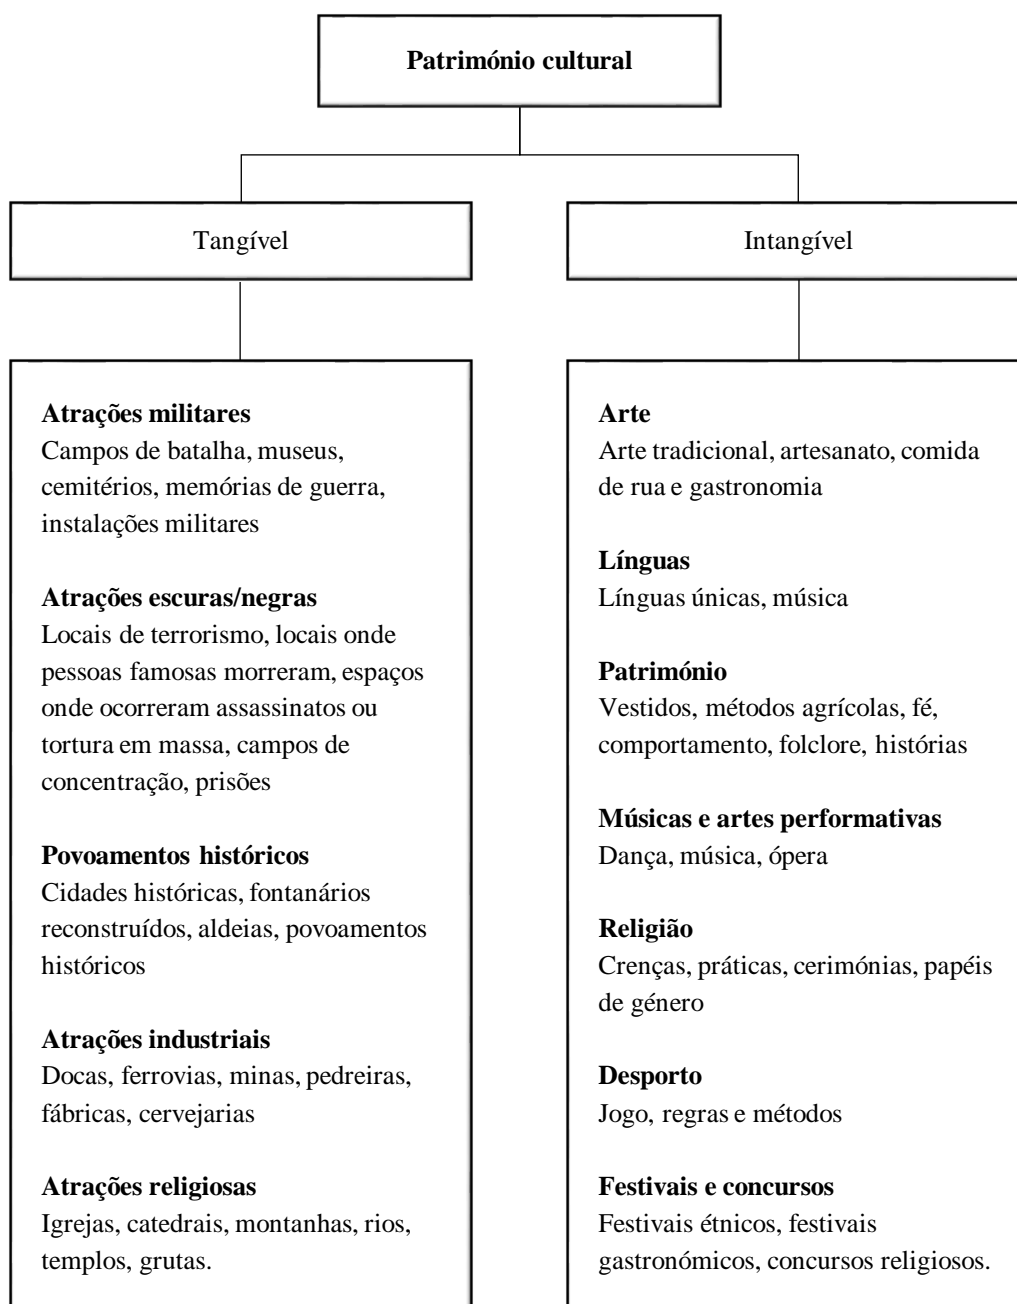 Património cultural
Tangível
Intangível
Atrações militares
Campos de batalha, museus,
cemitérios, memórias de guerra,
instalações militares
Atrações escuras/negras
Locais de terrorismo, locais onde
pessoas famosas morreram, espaços
onde ocorreram assassinatos ou
tortura em massa, campos de
concentração, prisões
Povoamentos históricos
Cidades históricas, fontanários
reconstruídos, aldeias, povoamentos
históricos
Atrações industriais
Docas, ferrovias, minas, pedreiras,
fábricas, cervejarias
Atrações religiosas
Igrejas, catedrais, montanhas, rios,
templos, grutas.
Arte
Arte tradicional, artesanato, comida
de rua e gastronomia
Línguas
Línguas únicas, música
Património
Vestidos, métodos agrícolas, fé,
comportamento, folclore, histórias
Músicas e artes performativas
Dança, música, ópera
Religião
Crenças, práticas, cerimónias, papéis
de género
Desporto
Jogo, regras e métodos
Festivais e concursos
Festivais étnicos, festivais
gastronómicos, concursos religiosos.